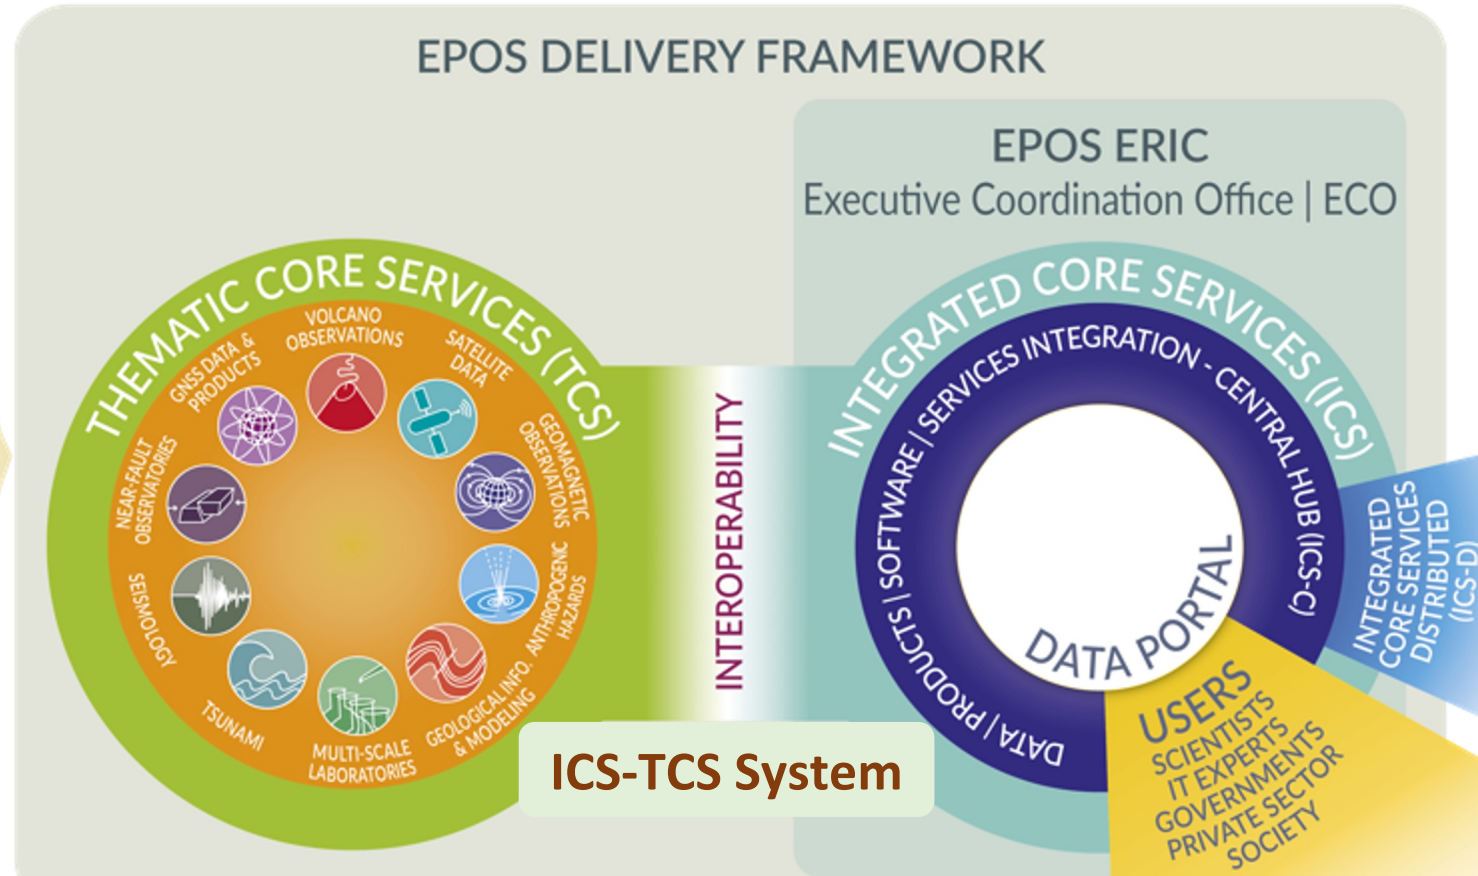 EPOS DELIVERY FRAMEWORK
EPOS ERIC
Executive Coordination Office | ECO
THEMATIC CORE SERVICES (TCS)
VOLCANO
OBSERVATIONS
SATELLITE
DATA
GEOMAGNETIC
OBSERVATIONS
ANTHROPOGENIC
HAZARDS
GEOLOGICAL INFO.
& MODELING
MULTI-SCALE
LABORATORIES
TSUNAMI
SEISMOLOGY
NEAR-FAULT
OBSERVATORIES
GNSS DATA &
PRODUCTS
INTEROPERABILITY
ICS-TCS System
INTEGRATED CORE SERVICES (ICS)
DATA | PRODUCTS | SOFTWARE | SERVICES INTEGRATION - CENTRAL HUB (ICS-C)
DATA PORTAL
INTEGRATED
CORE SERVICES
DISTRIBUTED
(ICS-D)
USERS
SCIENTISTS
IT EXPERTS
GOVERNMENTS
PRIVATE SECTOR
SOCIETY